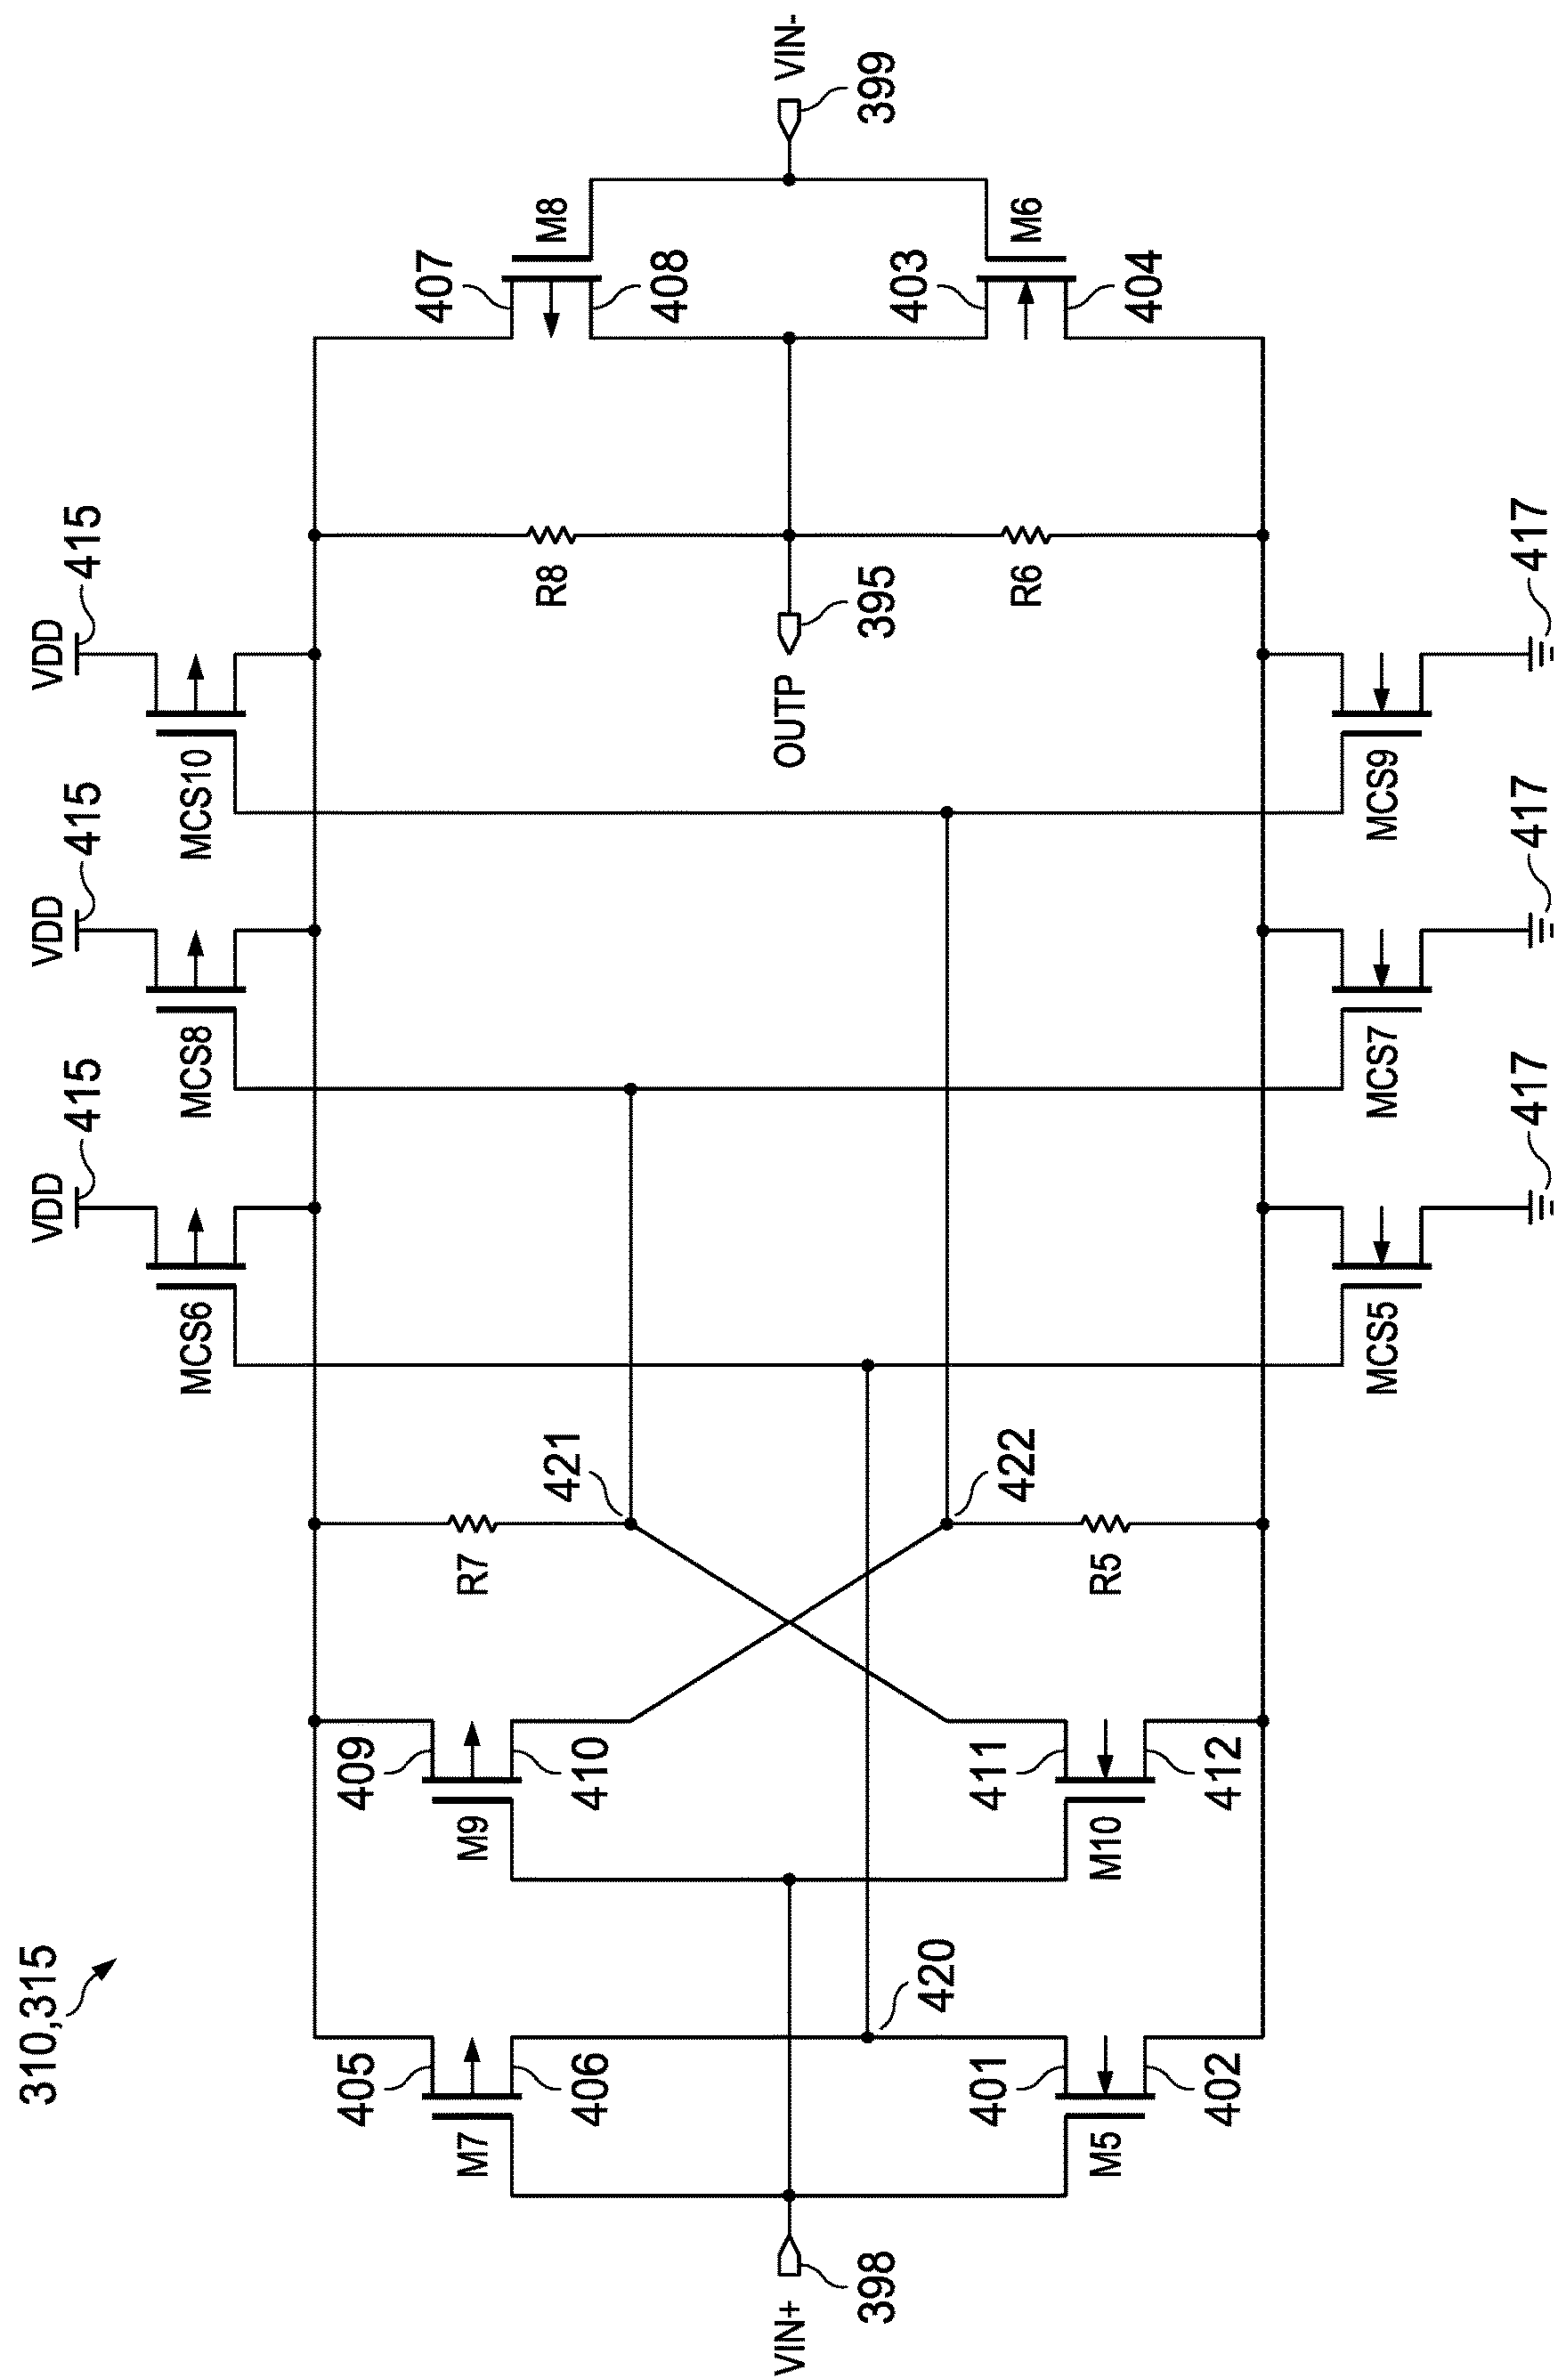 310,315
VDD
415
VDD
415
VDD
415
MCS6
MCS8
MCS10
405
M7
406
409
M9
410
R7
421
R8
407
M8
408
VIN+
398
420
422
OUTP
395
VIN-
399
401
M5
402
411
M10
412
R5
R6
403
M6
404
MCS5
MCS7
MCS9
417
417
417